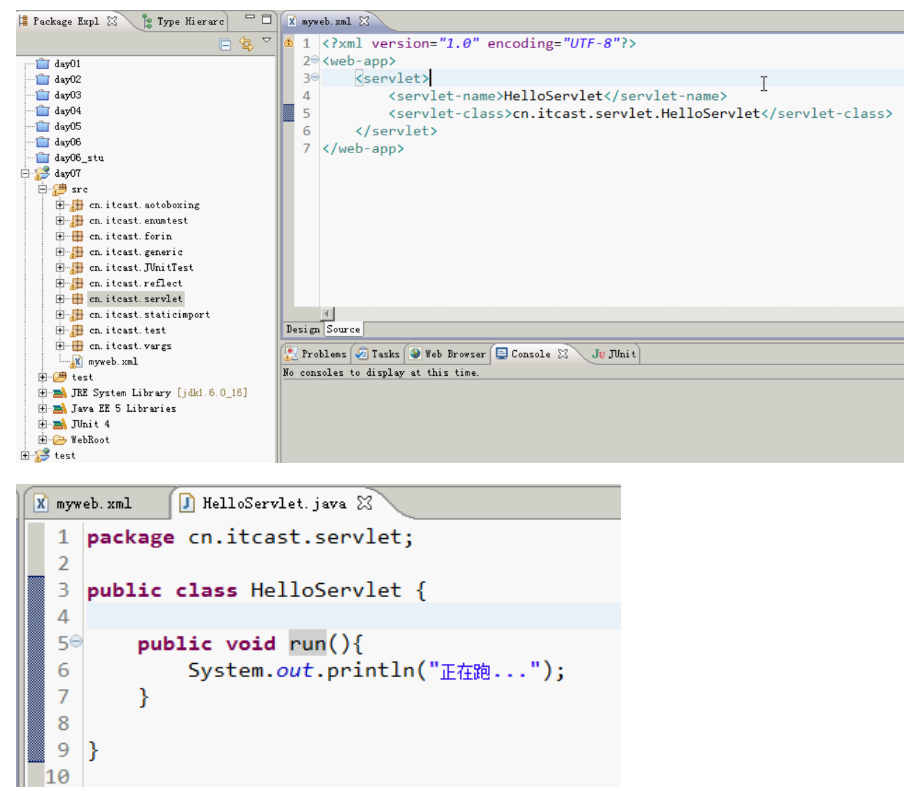 Package Expl Type Hierarc
day01
day02
day03
day04
day05
day06
day06_stu
day07
src
cn.itcast.aotoboxing
cn.itcast.enumtest
cn.itcast.forin
cn.itcast.generic
cn.itcast.JUnitTest
cn.itcast.reflect
cn.itcast.servlet
cn.itcast.staticimport
cn.itcast.test
cn.itcast.vargs
myweb.xml
test
JRE System Library [jdk1.6.0_16]
Java EE 5 Libraries
JUnit 4
WebRoot
test
myweb.xml
1 <?xml version="1.0" encoding="UTF-8"?>
2 <web-app>
3 <servlet>
4 <servlet-name>HelloServlet</servlet-name>
5 <servlet-class>cn.itcast.servlet.HelloServlet</servlet-class>
6 </servlet>
7 </web-app>
Design Source
Problems Tasks Web Browser Console JUnit
No consoles to display at this time.
myweb.xml HelloServlet.java
1 package cn.itcast.servlet;
2
3 public class HelloServlet {
4
5 public void run(){
6 System.out.println("正在跑...");
7 }
8
9 }
10